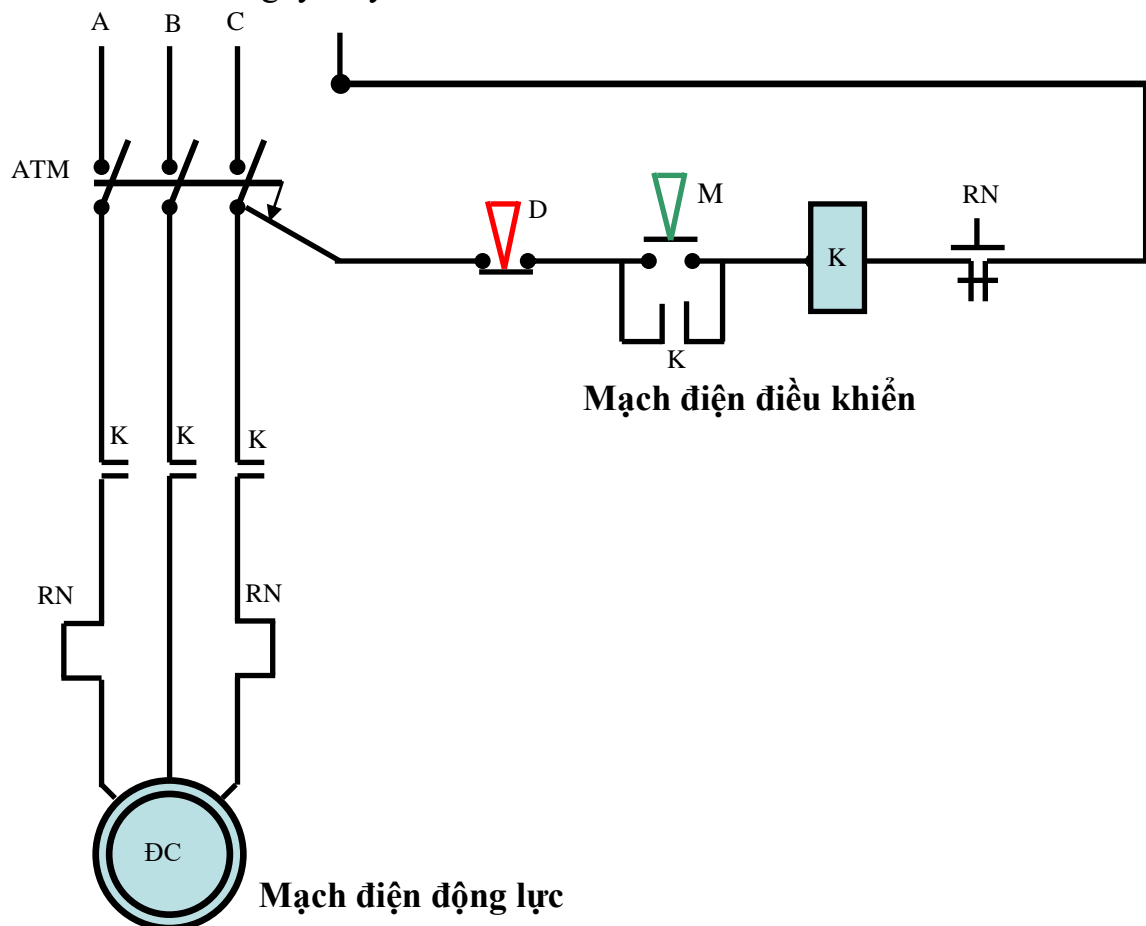 A B C
ATM
D
M
RN
K
K
Mạch điện điều khiển
K K K
RN RN
ĐC
Mạch điện động lực